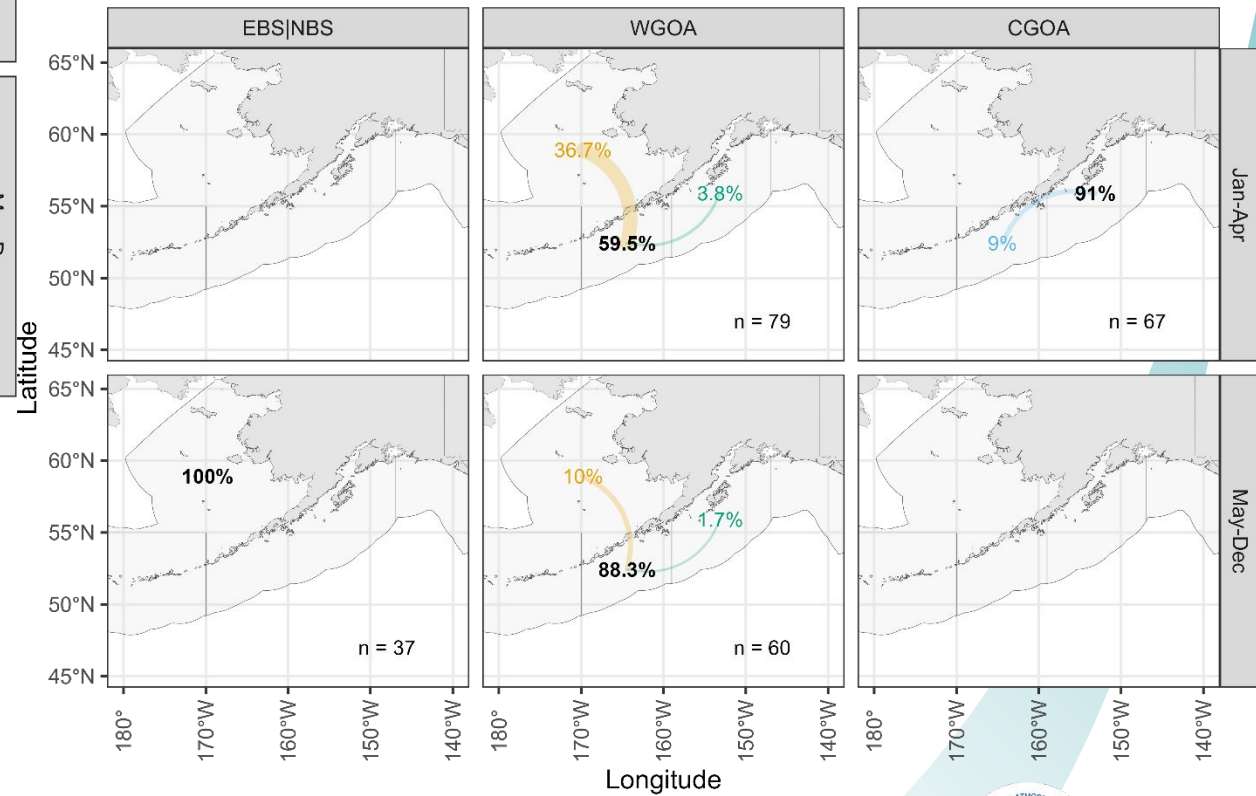 EBS|NBS WGOA CGOA
65°N
60°N
55°N
50°N
45°N
36.7%
3.8%
59.5%
n = 79
91%
9%
n = 67
Jan-Apr
65°N
60°N
55°N
50°N
45°N
100%
n = 37
10%
1.7%
88.3%
n = 60
May-Dec
Latitude
180° 170°W 160°W 150°W 140°W 180° 170°W 160°W 150°W 140°W 180° 170°W 160°W 150°W 140°W
Longitude